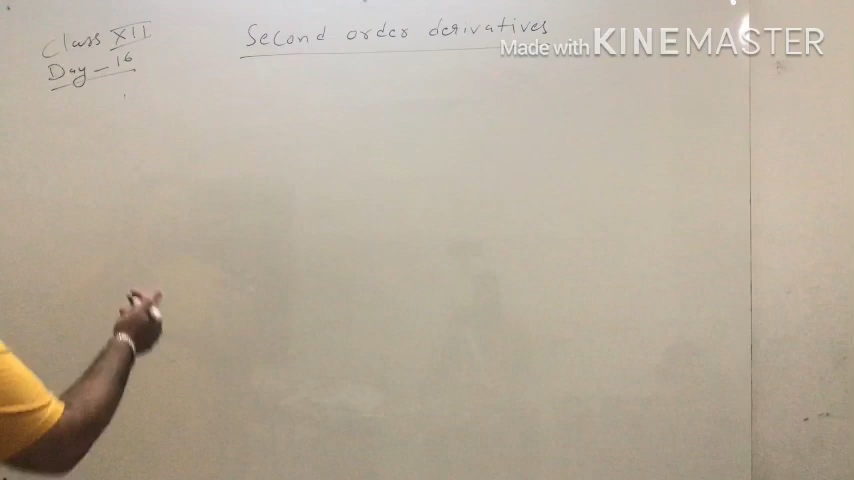 Class XII
Day - 16
Second order derivatives
Made with KINEMASTER